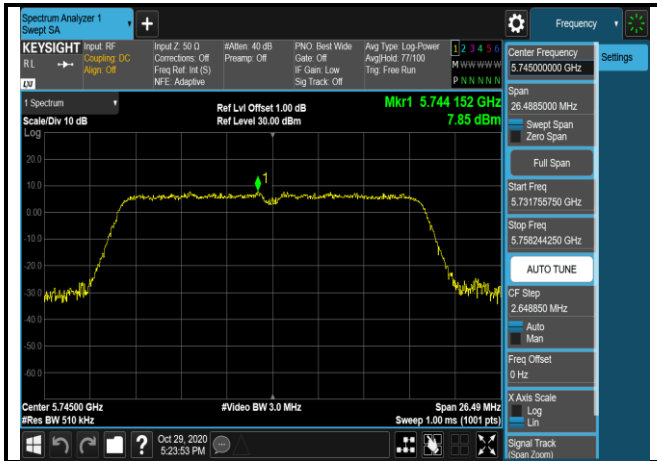 Spectrum Analyzer 1
Swept SA
Frequency
KEYSIGHT
RL
LXI
Input: RF
Coupling: DC
Align: Off
Input Z: 50 Ω
Corrections: Off
Freq Ref: Int (S)
NFE: Adaptive
#Atten: 40 dB
Preamp: Off
PNO: Best Wide
Gate: Off
IF Gain: Low
Sig Track: Off
Avg Type: Log-Power
Avg|Hold: 77/100
Trig: Free Run
1 2 3 4 5 6
M W W W W W
P N N N N N
1 Spectrum
Scale/Div 10 dB
Log
Ref Lvl Offset 1.00 dB
Ref Level 30.00 dBm
Mkr1 5.744 152 GHz
7.85 dBm
1
20.0
10.0
0.00
-10.0
-20.0
-30.0
-40.0
-50.0
-60.0
Center 5.74500 GHz
#Res BW 510 kHz
#Video BW 3.0 MHz
Span 26.49 MHz
Sweep 1.00 ms (1001 pts)
Oct 29, 2020
5:23:53 PM
Center Frequency
5.745000000 GHz
Settings
Span
26.4885000 MHz
Swept Span
Zero Span
Full Span
Start Freq
5.731755750 GHz
Stop Freq
5.758244250 GHz
AUTO TUNE
CF Step
2.648850 MHz
Auto
Man
Freq Offset
0 Hz
X Axis Scale
Log
Lin
Signal Track
(Span Zoom)